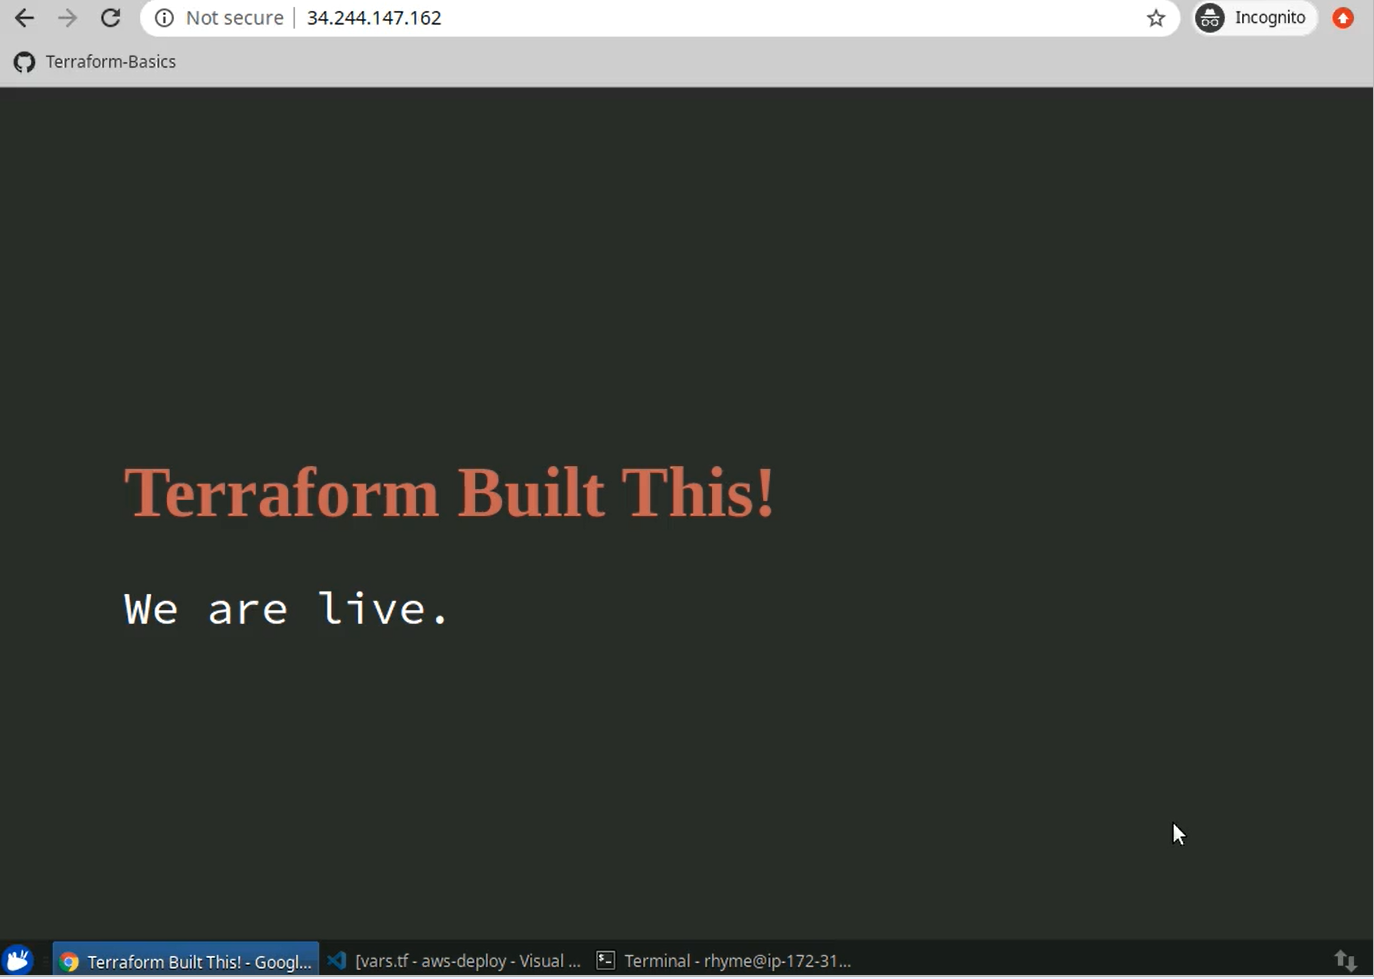 Not secure 34.244.147.162 Incognito
Terraform-Basics
Terraform Built This!
We are live.
Terraform Built This! - Googl... [vars.tf - aws-deploy - Visual ... Terminal - rhyme@ip-172-31...